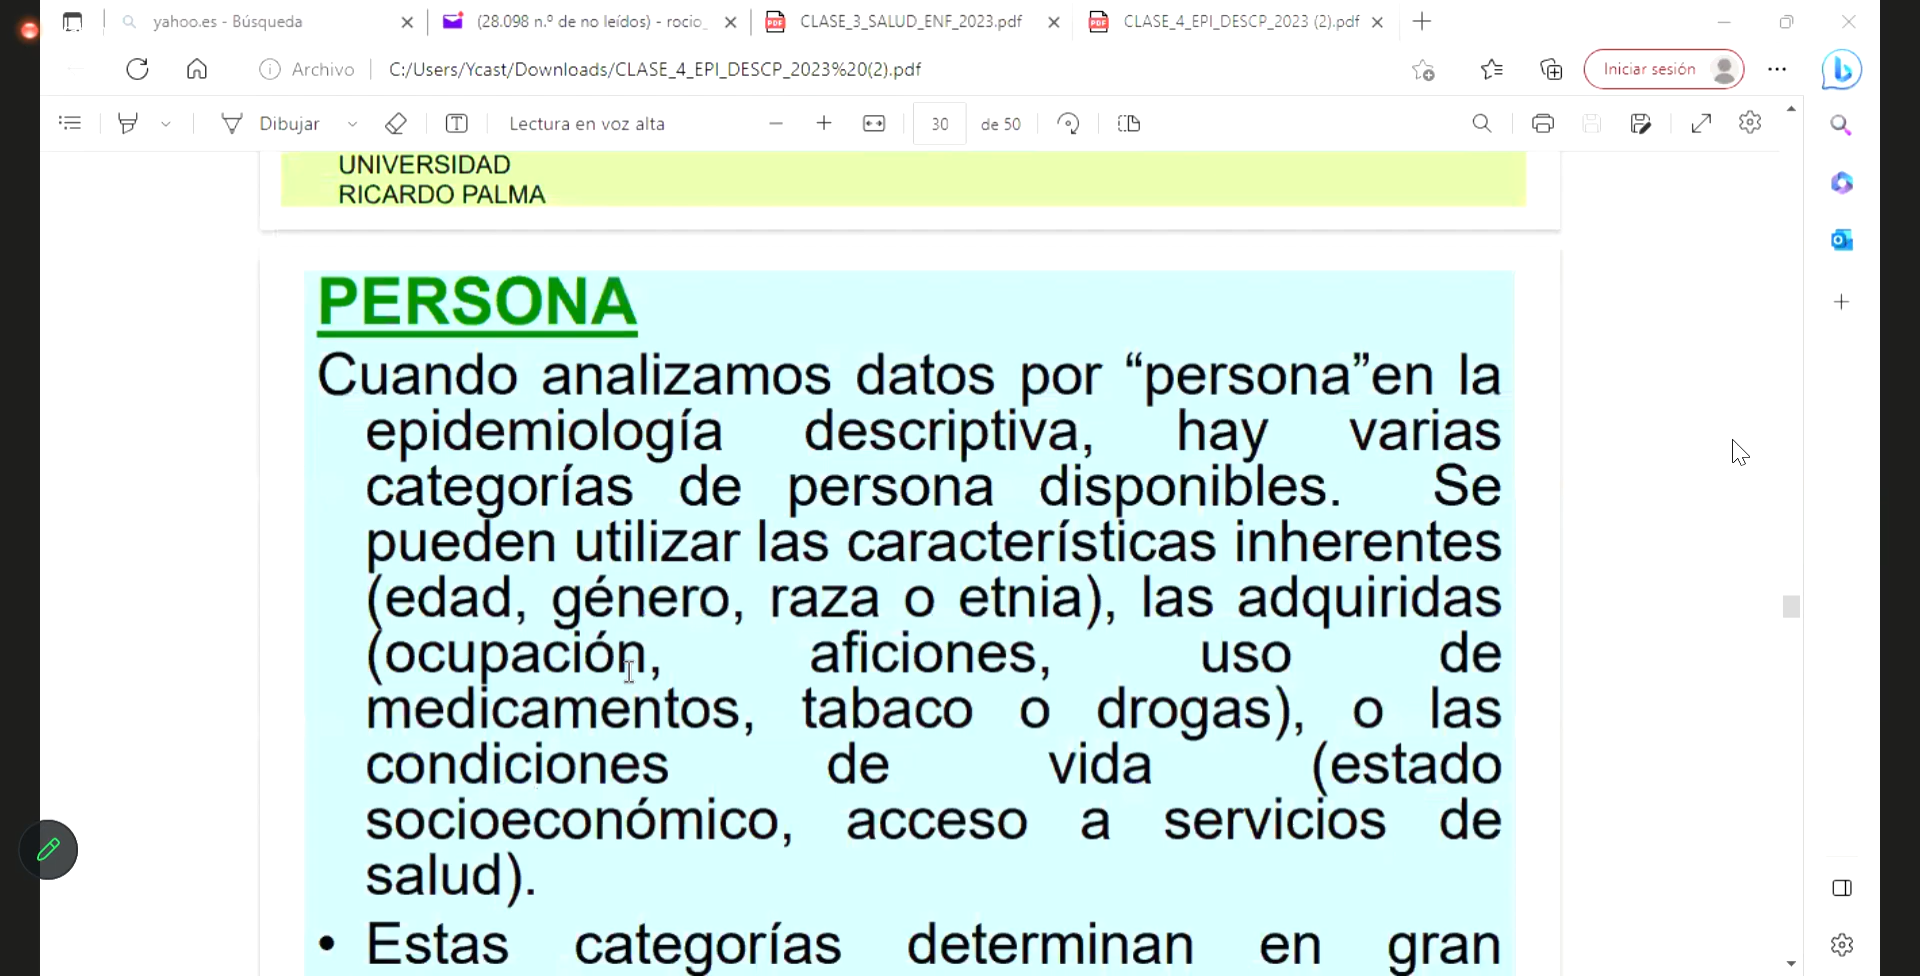 yahoo.es - Búsqueda
(28.098 n.º de no leídos) - rocio_
CLASE_3_SALUD_ENF_2023.pdf
CLASE_4_EPI_DESCP_2023 (2).pdf
Archivo
C:/Users/Ycast/Downloads/CLASE_4_EPI_DESCP_2023%20(2).pdf
Iniciar sesión
Dibujar
Lectura en voz alta
30
de 50
UNIVERSIDAD
RICARDO PALMA
PERSONA
Cuando analizamos datos por “persona”en la
epidemiología descriptiva, hay varias
categorías de persona disponibles. Se
pueden utilizar las características inherentes
(edad, género, raza o etnia), las adquiridas
(ocupación, aficiones, uso de
medicamentos, tabaco o drogas), o las
condiciones de vida (estado
socioeconómico, acceso a servicios de
salud).
• Estas categorías determinan en gran